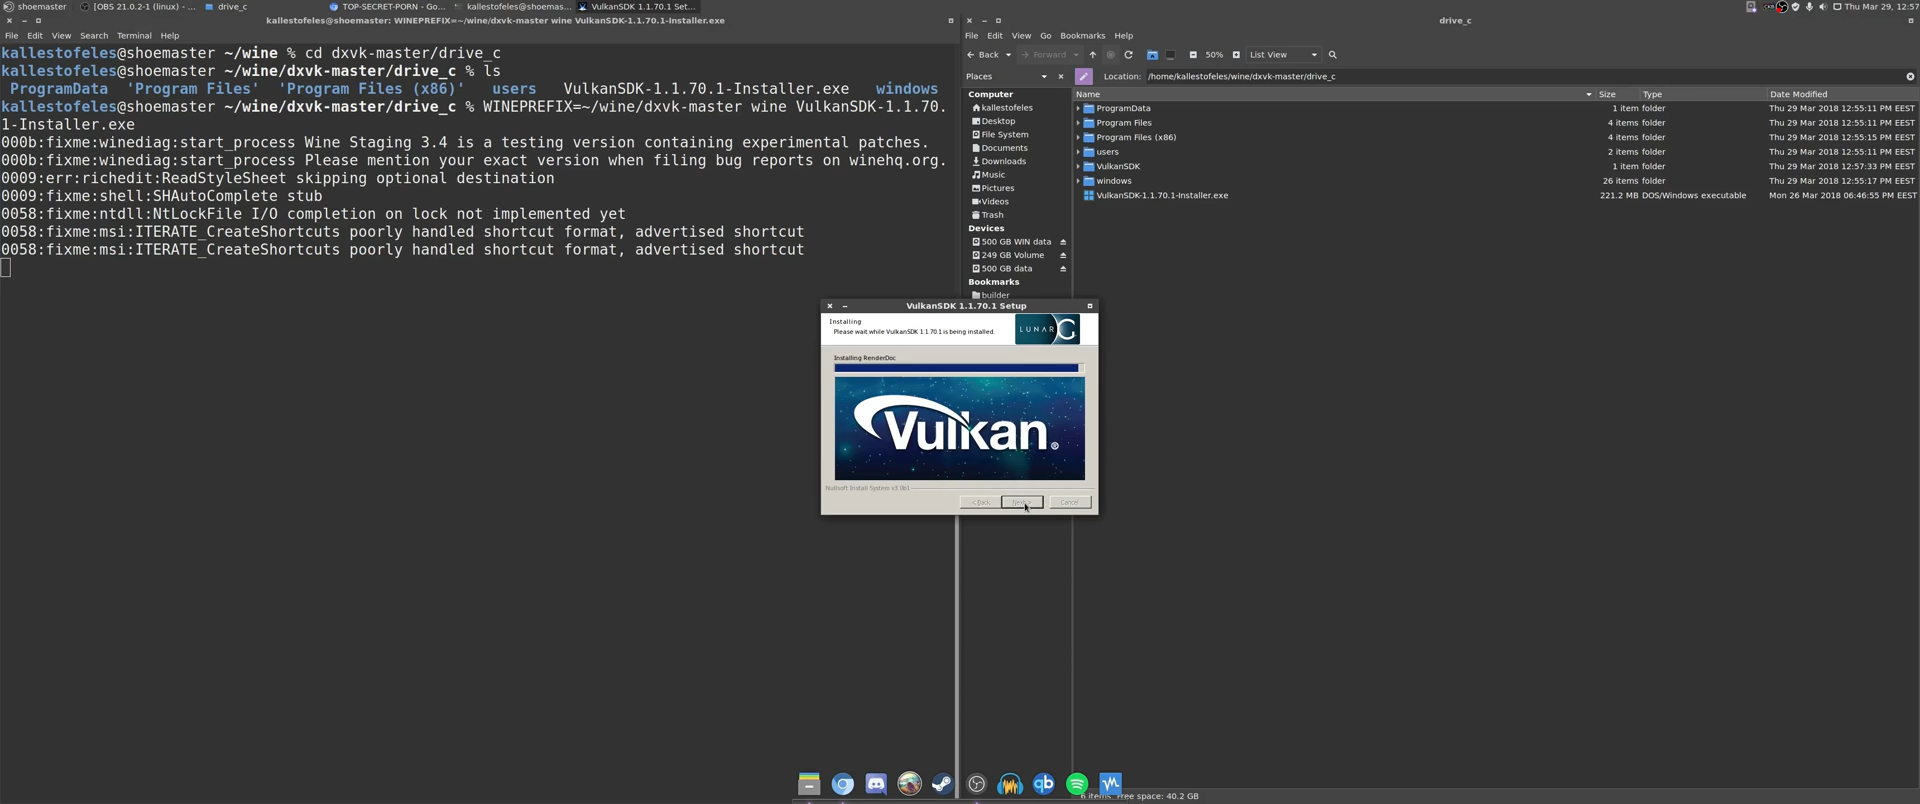 shoemaster
[OBS 21.0.2-1 (linux) - ...
drive_c
TOP-SECRET-PORN - Go...
kallestofeles@shoemas...
VulkanSDK 1.1.70.1 Set...
Thu Mar 29, 12:57
kallestofeles@shoemaster: WINEPREFIX=~/wine/dxvk-master wine VulkanSDK-1.1.70.1-Installer.exe
File Edit View Search Terminal Help
kallestofeles@shoemaster ~/wine % cd dxvk-master/drive_c
kallestofeles@shoemaster ~/wine/dxvk-master/drive_c % ls
ProgramData 'Program Files' 'Program Files (x86)' users VulkanSDK-1.1.70.1-Installer.exe windows
kallestofeles@shoemaster ~/wine/dxvk-master/drive_c % WINEPREFIX=~/wine/dxvk-master wine VulkanSDK-1.1.70.
1-Installer.exe
000b:fixme:winediag:start_process Wine Staging 3.4 is a testing version containing experimental patches.
000b:fixme:winediag:start_process Please mention your exact version when filing bug reports on winehq.org.
0009:err:richedit:ReadStyleSheet skipping optional destination
0009:fixme:shell:SHAutoComplete stub
0058:fixme:ntdll:NtLockFile I/O completion on lock not implemented yet
0058:fixme:msi:ITERATE_CreateShortcuts poorly handled shortcut format, advertised shortcut
0058:fixme:msi:ITERATE_CreateShortcuts poorly handled shortcut format, advertised shortcut
drive_c
File Edit View Go Bookmarks Help
Back Forward 50% List View
Places Location: /home/kallestofeles/wine/dxvk-master/drive_c
Computer
kallestofeles
Desktop
File System
Documents
Downloads
Music
Pictures
Videos
Trash
Devices
500 GB WIN data
249 GB Volume
500 GB data
Bookmarks
builder
Name Size Type Date Modified
ProgramData 1 item folder Thu 29 Mar 2018 12:55:11 PM EEST
Program Files 4 items folder Thu 29 Mar 2018 12:55:11 PM EEST
Program Files (x86) 4 items folder Thu 29 Mar 2018 12:55:15 PM EEST
users 2 items folder Thu 29 Mar 2018 12:55:11 PM EEST
VulkanSDK 1 item folder Thu 29 Mar 2018 12:57:33 PM EEST
windows 26 items folder Thu 29 Mar 2018 12:55:17 PM EEST
VulkanSDK-1.1.70.1-Installer.exe 221.2 MB DOS/Windows executable Mon 26 Mar 2018 06:46:55 PM EEST
VulkanSDK 1.1.70.1 Setup
Installing
Please wait while VulkanSDK 1.1.70.1 is being installed.
LUNAR G
Installing RenderDoc
Vulkan®
Nullsoft Install System
< Back Next > Cancel
6 items, Free space: 40.2 GB